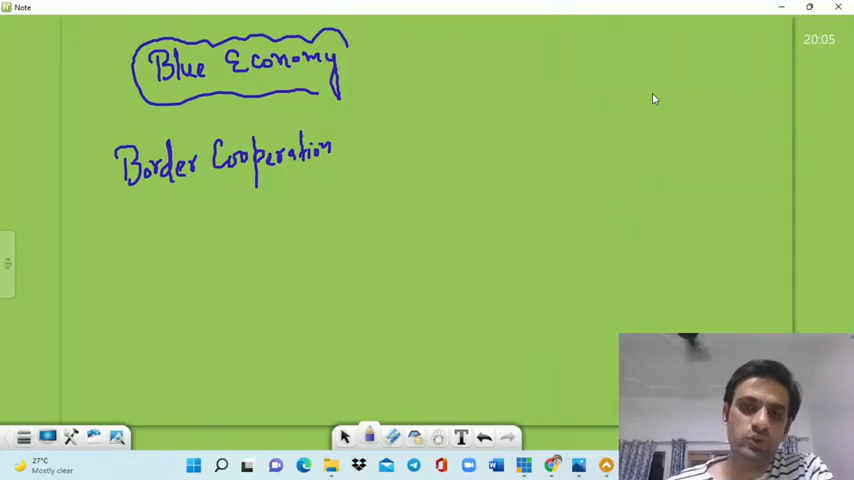 Note
20:05
Blue Economy
Border Cooperation
27°C
Mostly clear